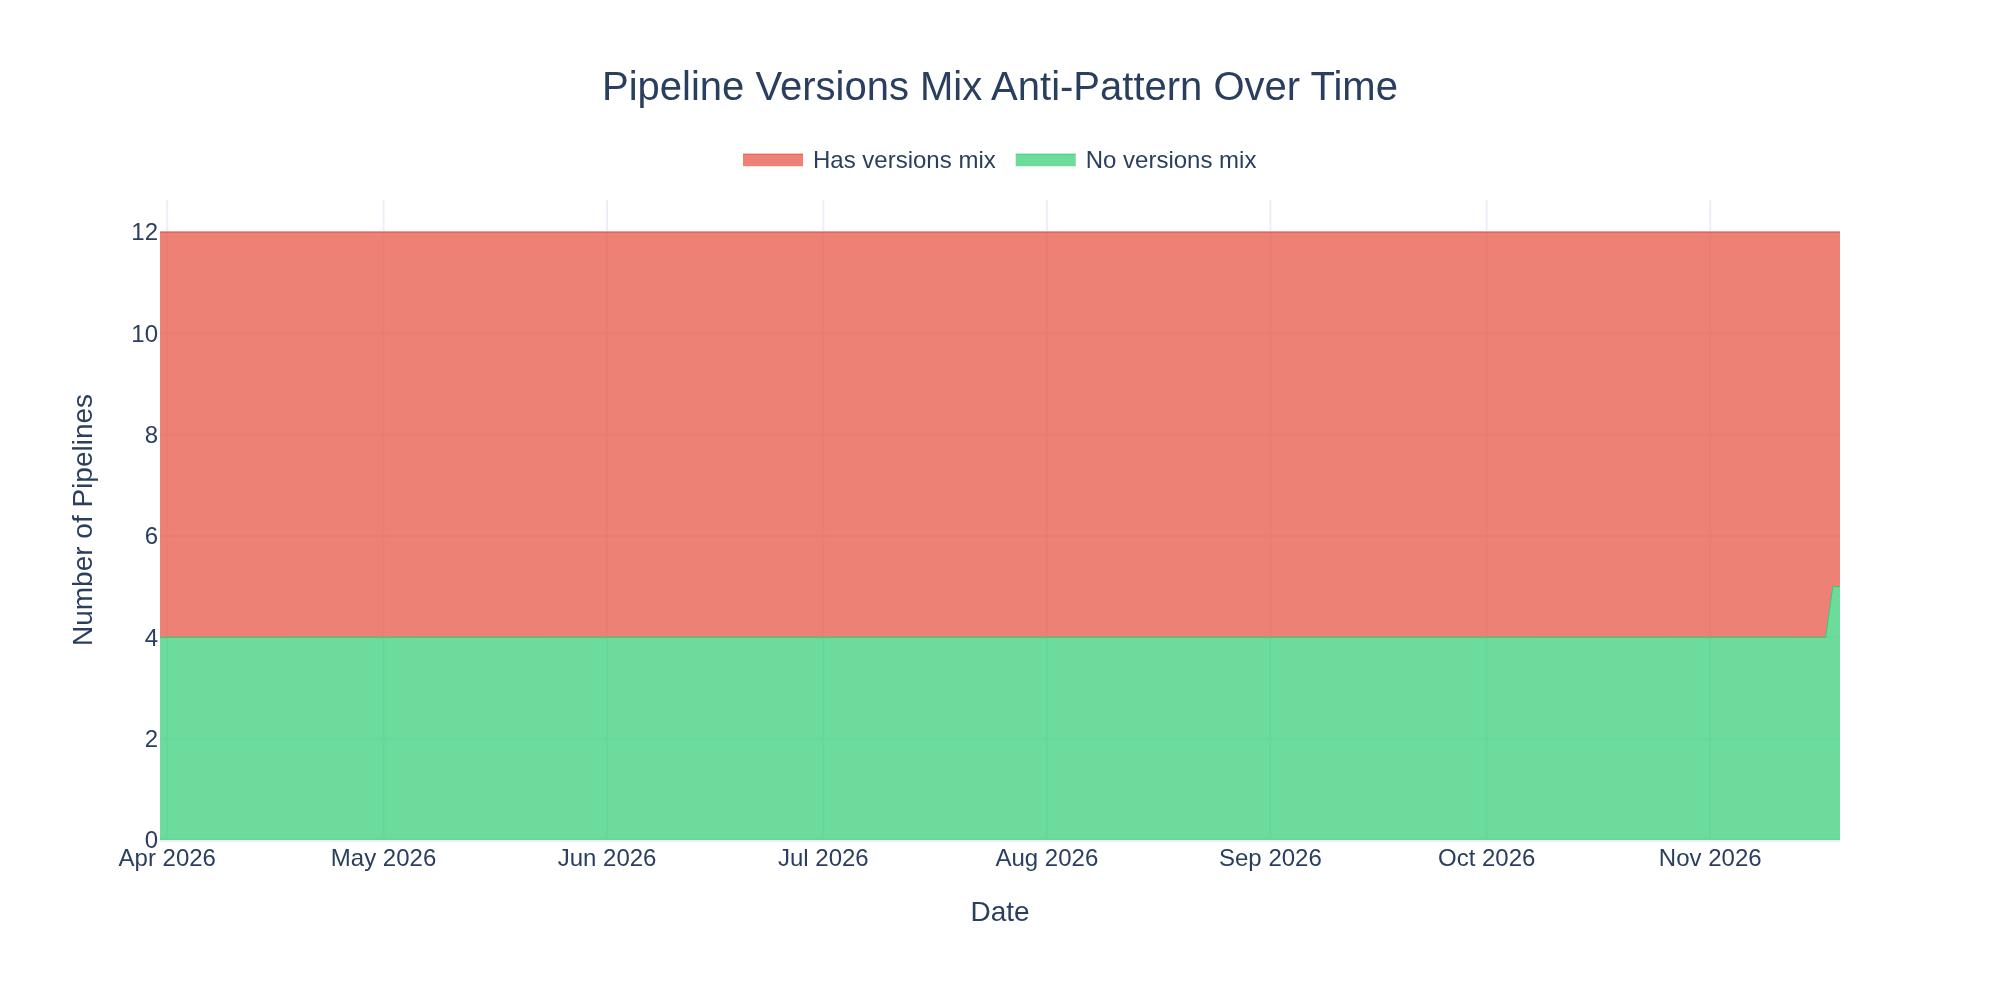 Pipeline Versions Mix Anti-Pattern Over Time
Has versions mix
No versions mix
Number of Pipelines
12
10
8
6
4
2
0
Apr 2026
May 2026
Jun 2026
Jul 2026
Aug 2026
Sep 2026
Oct 2026
Nov 2026
Date